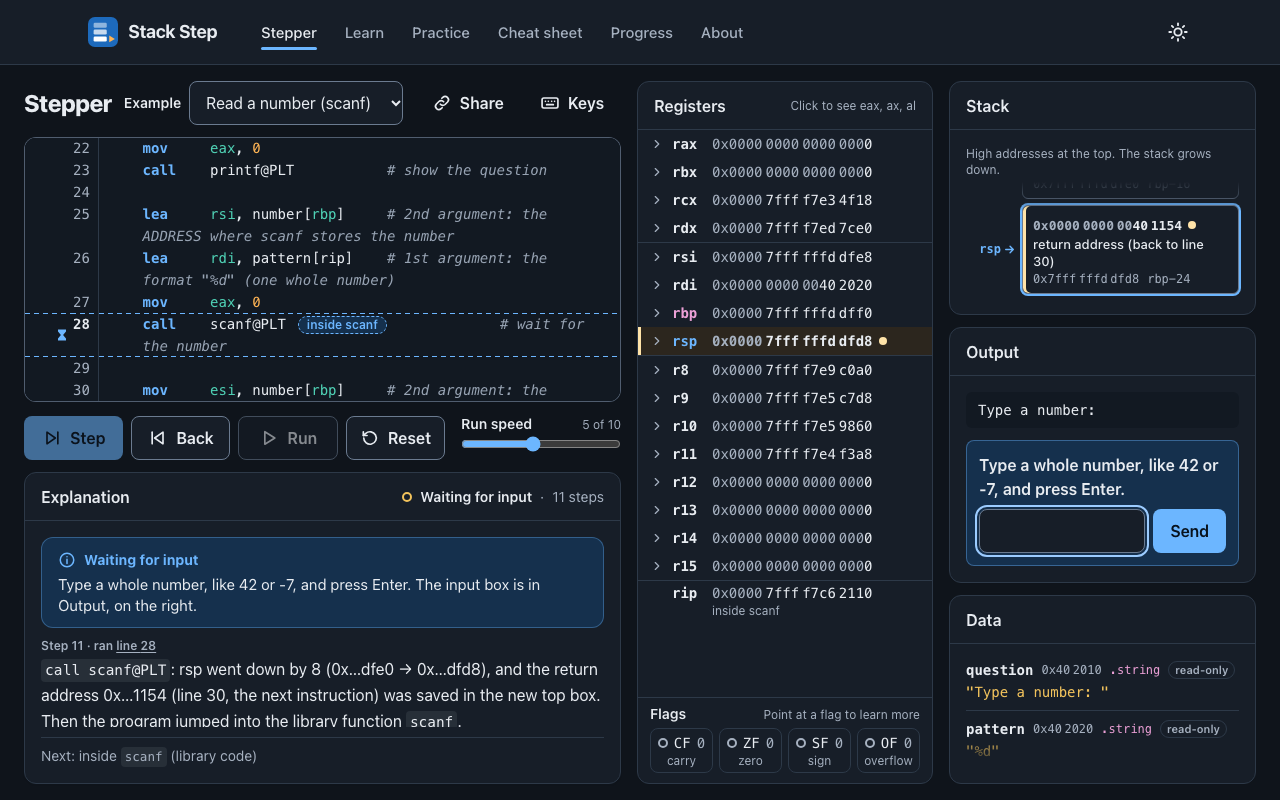 Stack Step
Stepper
Learn
Practice
Cheat sheet
Progress
About
Stepper
Example
Read a number (scanf)
Share
Keys
22 mov eax, 0
23 call printf@PLT # show the question
24
25 lea rsi, number[rbp] # 2nd argument: the
ADDRESS where scanf stores the number
26 lea rdi, pattern[rip] # 1st argument: the
format "%d" (one whole number)
27 mov eax, 0
28 call scanf@PLT inside scanf # wait for
the number
29
30 mov esi, number[rbp] # 2nd argument: the
Step
Back
Run
Reset
Run speed
5 of 10
Explanation
Waiting for input · 11 steps
Waiting for input
Type a whole number, like 42 or -7, and press Enter. The input box is in
Output, on the right.
Step 11 · ran line 28
call scanf@PLT: rsp went down by 8 (0x…dfe0 → 0x…dfd8), and the return
address 0x…1154 (line 30, the next instruction) was saved in the new top box.
Then the program jumped into the library function scanf.
Next: inside scanf (library code)
Registers
Click to see eax, ax, al
rax 0x0000 0000 0000 0000
rbx 0x0000 0000 0000 0000
rcx 0x0000 7fff f7e3 4f18
rdx 0x0000 7fff f7ed 7ce0
rsi 0x0000 7fff fffd dfe8
rdi 0x0000 0000 0040 2020
rbp 0x0000 7fff fffd dff0
rsp 0x0000 7fff fffd dfd8
r8 0x0000 7fff f7e9 c0a0
r9 0x0000 7fff f7e5 c7d8
r10 0x0000 7fff f7e5 9860
r11 0x0000 7fff f7e4 f3a8
r12 0x0000 0000 0000 0000
r13 0x0000 0000 0000 0000
r14 0x0000 0000 0000 0000
r15 0x0000 0000 0000 0000
rip 0x0000 7fff f7c6 2110
inside scanf
Flags
Point at a flag to learn more
CF 0
carry
ZF 0
zero
SF 0
sign
OF 0
overflow
Stack
High addresses at the top. The stack grows
down.
rsp →
0x0000 0000 0040 1154
return address (back to line
30)
0x7fff fffd dfd8 rbp−24
Output
Type a number:
Type a whole number, like 42 or
-7, and press Enter.
Send
Data
question 0x40 2010 .string read-only
"Type a number: "
pattern 0x40 2020 .string read-only
"%d"